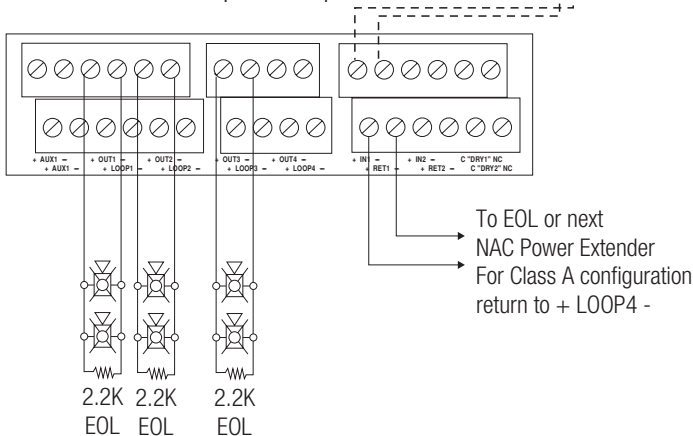 + AUX1 – + OUT1 – + OUT2 – + OUT3 – + OUT4 – + IN1 – + IN2 – C "DRY1" NC
+ AUX1 – + LOOP1 – + LOOP2 – + LOOP3 – + LOOP4 – + RET1 – + RET2 – C "DRY2" NC
To EOL or next
NAC Power Extender
For Class A configuration
return to + LOOP4 -
2.2K 2.2K 2.2K
EOL EOL EOL